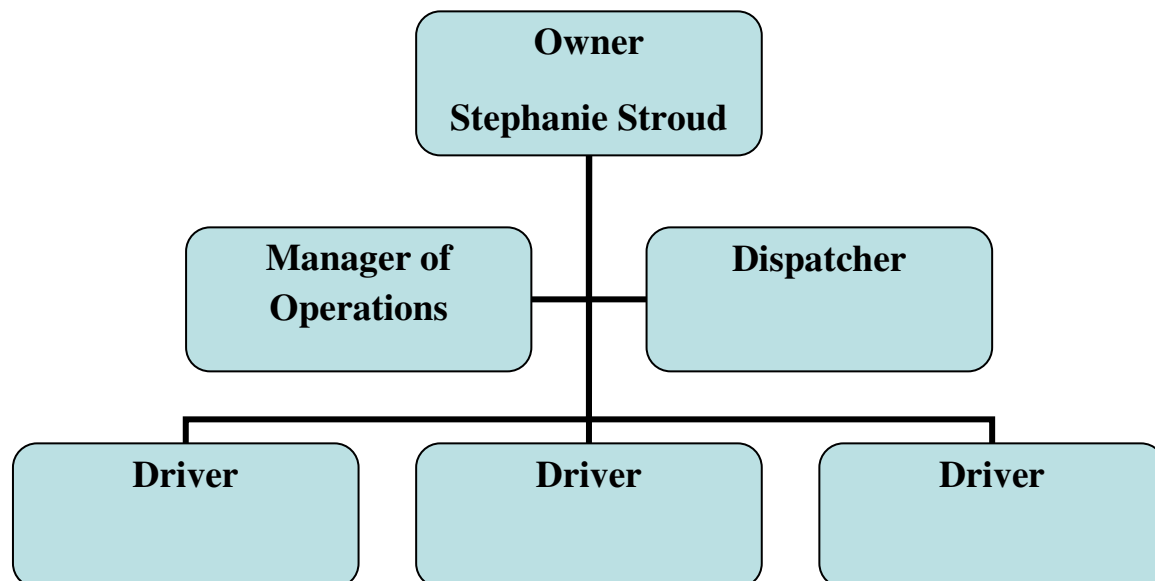 Owner
Stephanie Stroud
Manager of
Operations
Dispatcher
Driver
Driver
Driver